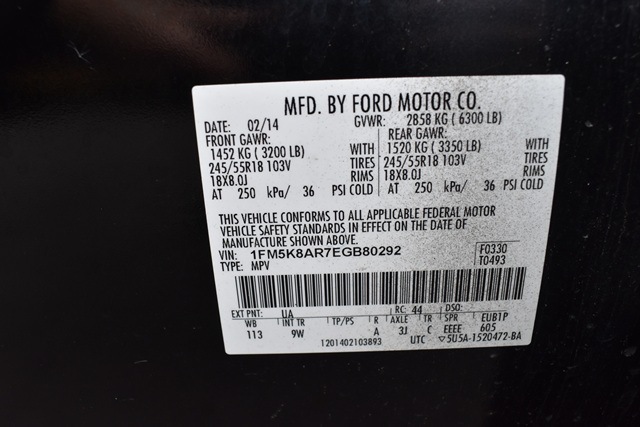 MFD. BY FORD MOTOR CO.
DATE: 02/14 GVWR: 2858 KG ( 6300 LB)
FRONT GAWR: REAR GAWR:
1452 KG ( 3200 LB) WITH 1520 KG ( 3350 LB) WITH
245/55R18 103V TIRES 245/55R18 103V TIRES
18X8.0J RIMS 18X8.0J RIMS
AT 250 kPa/ 36 PSI COLD AT 250 kPa/ 36 PSI COLD
THIS VEHICLE CONFORMS TO ALL APPLICABLE FEDERAL MOTOR
VEHICLE SAFETY STANDARDS IN EFFECT ON THE DATE OF
MANUFACTURE SHOWN ABOVE.
VIN: 1FM5K8AR7EGB80292 F0330
TYPE: MPV T0493
EXT PNT: UA RC: 44 DSO:
WB INT TR TP/PS R AXLE TR SPR EUB1P
113 9W A 3J C EEEE 605
1201402103893 UTC ▽5U5A-1520472-BA